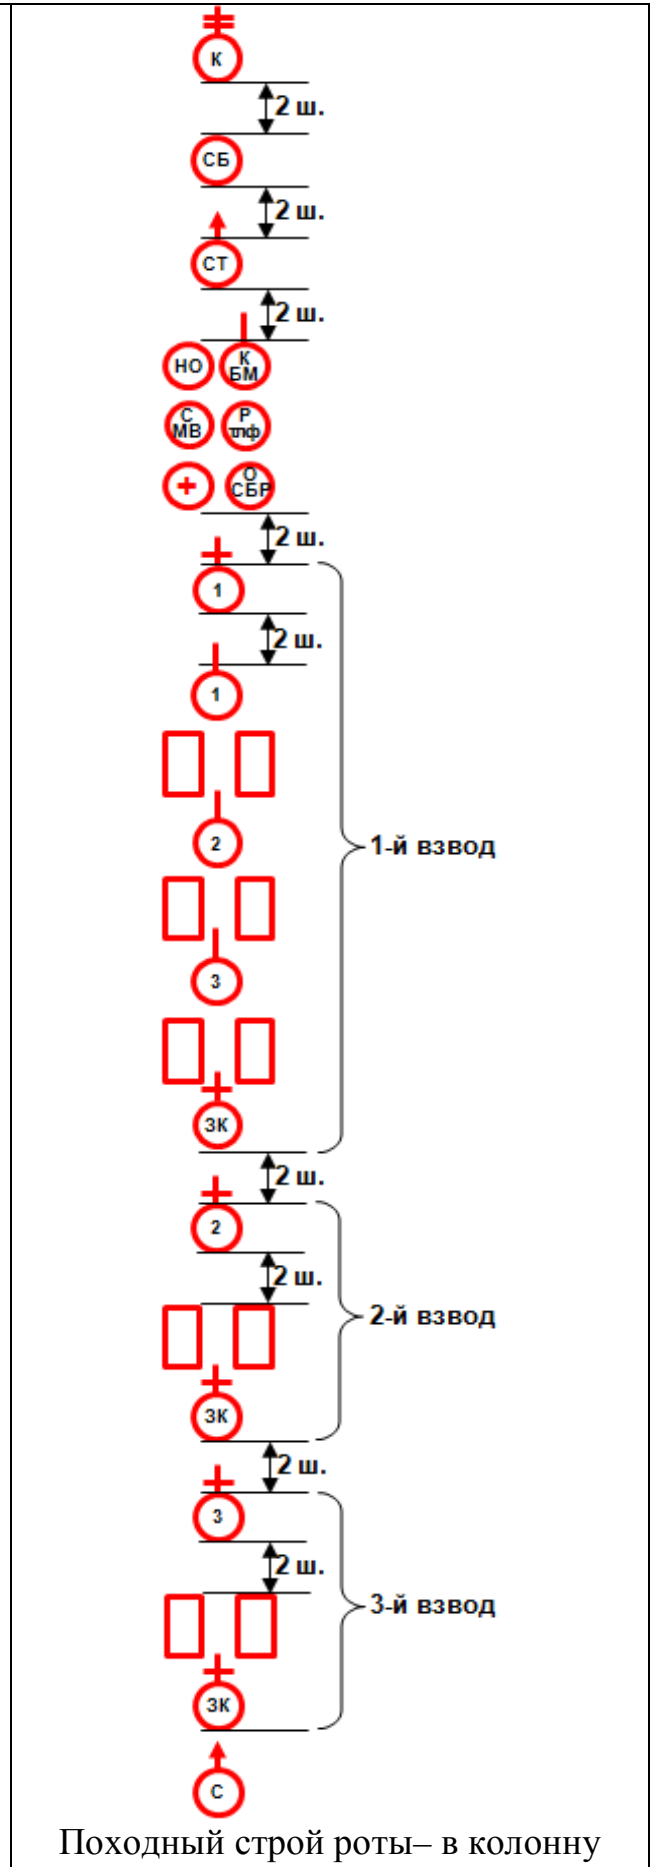 К
2 ш.
СБ
2 ш.
СТ
2 ш.
НО
К
БМ
С
МВ
Р
тлф
О
СБР
2 ш.
1
2 ш.
1
2
1-й взвод
3
ЗК
2 ш.
2
2 ш.
2-й взвод
ЗК
2 ш.
3
2 ш.
3-й взвод
ЗК
С
Походный строй роты– в колонну